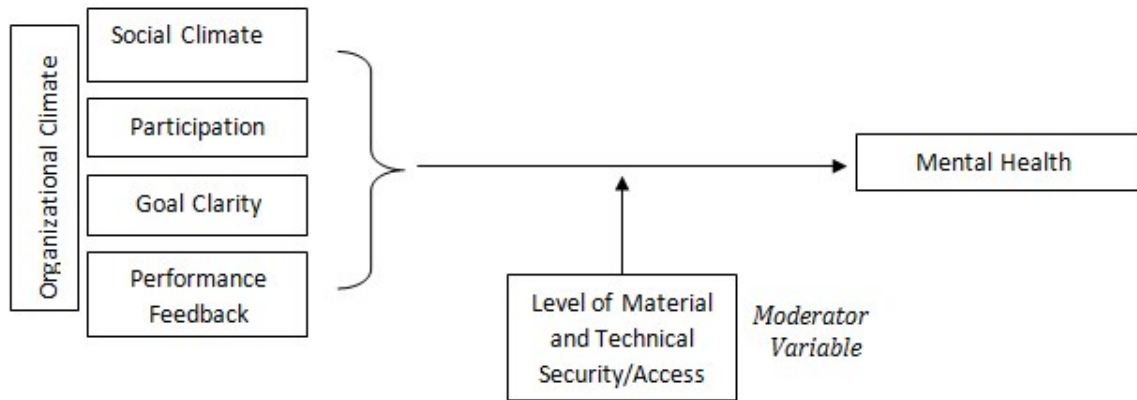 Organizational Climate
Social Climate
Participation
Goal Clarity
Performance
Feedback
Mental Health
Level of Material
and Technical
Security/Access
Moderator
Variable